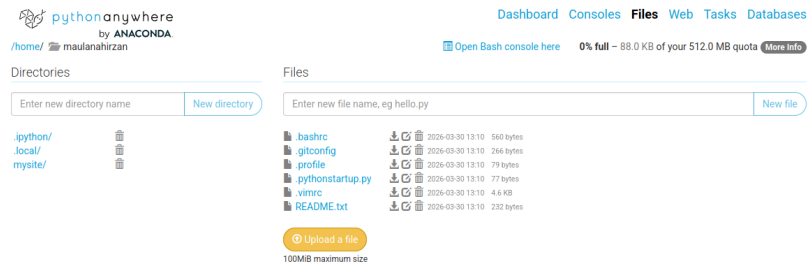 pythonanywhere
by ANACONDA
Dashboard Consoles Files Web Tasks Databases
/home/ maulanahirzan
Open Bash console here 0% full – 88.0 KB of your 512.0 MB quota More Info
Directories
Enter new directory name New directory
.ipython/
.local/
mysite/
Files
Enter new file name, eg hello.py New file
.bashrc 2026-03-30 13:10 560 bytes
.gitconfig 2026-03-30 13:10 266 bytes
.profile 2026-03-30 13:10 79 bytes
.pythonstartup.py 2026-03-30 13:10 77 bytes
.vimrc 2026-03-30 13:10 4.6 KB
README.txt 2026-03-30 13:10 232 bytes
Upload a file
100MiB maximum size